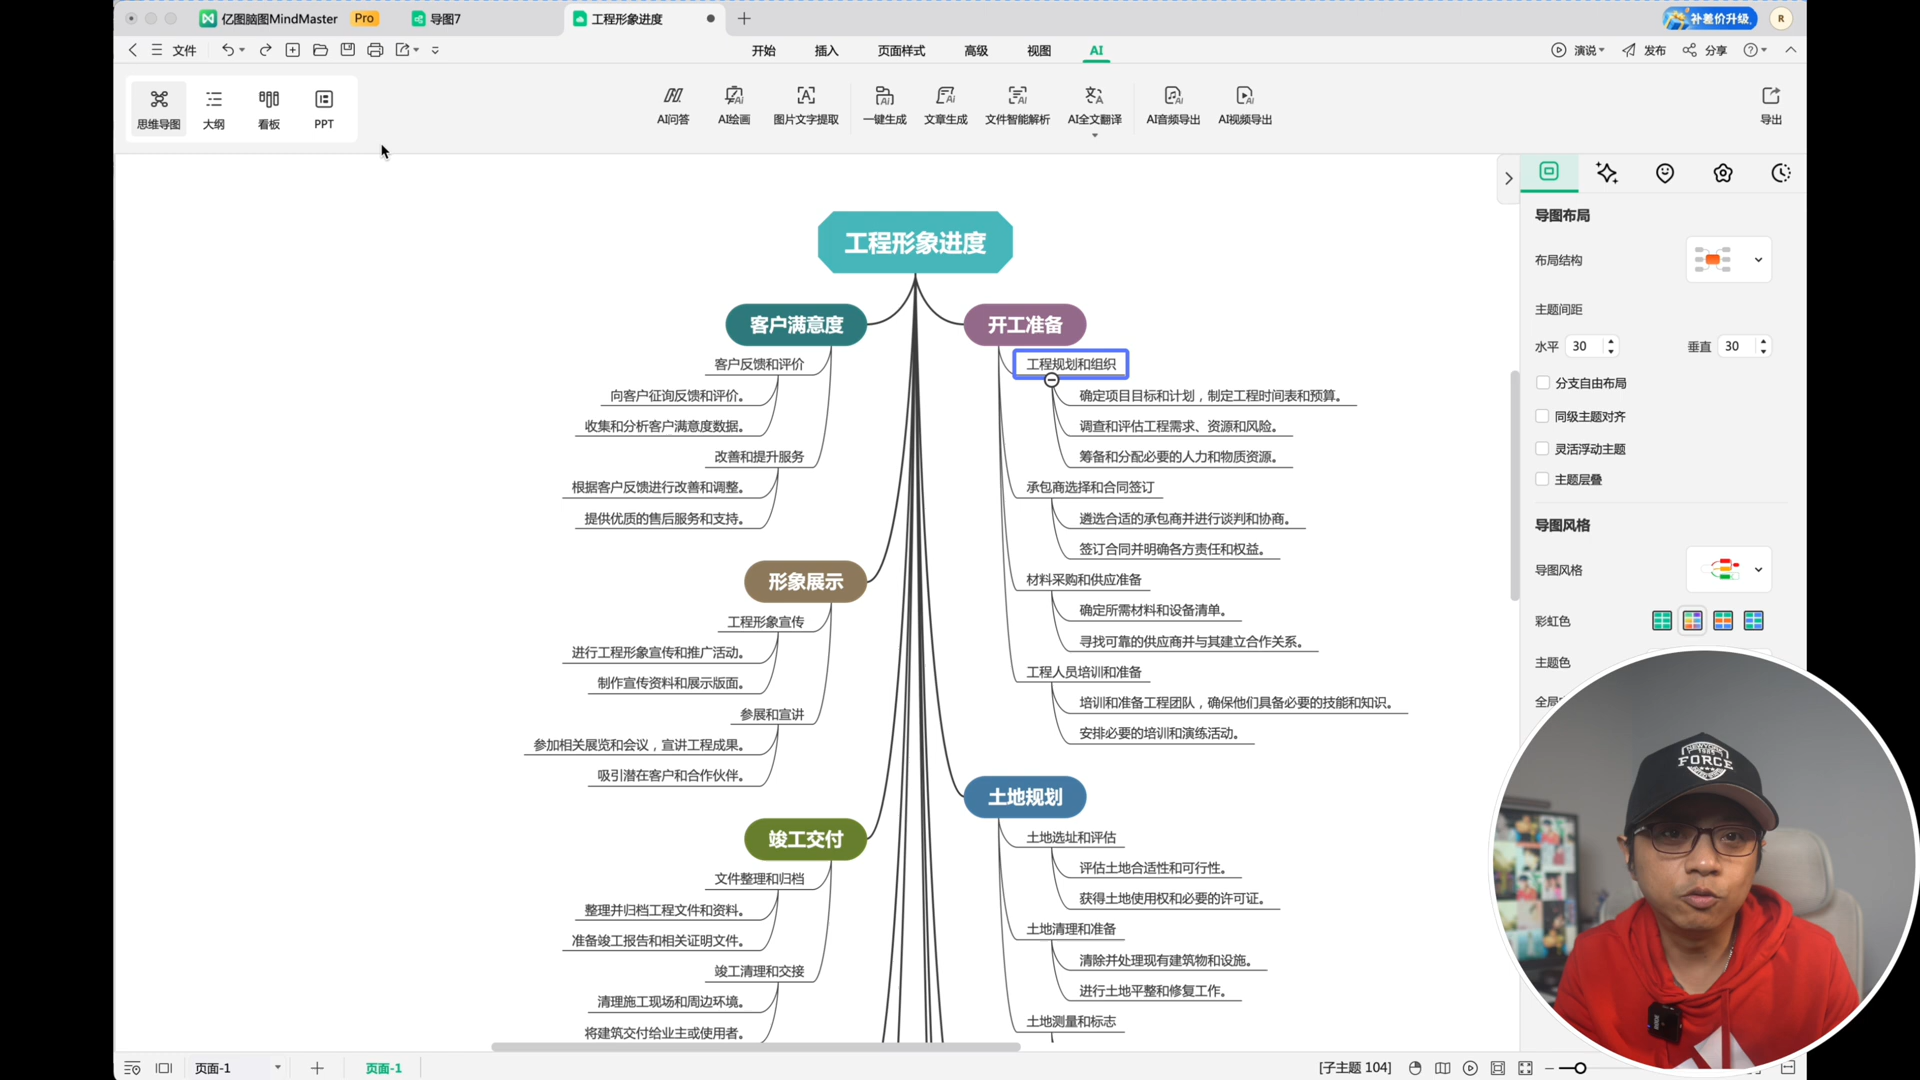 亿图脑图MindMaster Pro 导图7 工程形象进度 补差价升级 R
文件 开始 插入 页面样式 高级 视图 AI 演说 发布 分享
思维导图 大纲 看板 PPT AI问答 AI绘画 图片文字提取 一键生成 文章生成 文件智能解析 AI全文翻译 AI音频导出 AI视频导出 导出
工程形象进度
客户满意度
客户反馈和评价
向客户征询反馈和评价。
收集和分析客户满意度数据。
改善和提升服务
根据客户反馈进行改善和调整。
提供优质的售后服务和支持。
形象展示
工程形象宣传
进行工程形象宣传和推广活动。
制作宣传资料和展示版面。
参展和宣讲
参加相关展览和会议，宣讲工程成果。
吸引潜在客户和合作伙伴。
竣工交付
文件整理和归档
整理并归档工程文件和资料。
准备竣工报告和相关证明文件。
竣工清理和交接
清理施工现场和周边环境。
将建筑交付给业主或使用者。
开工准备
工程规划和组织
确定项目目标和计划，制定工程时间表和预算。
调查和评估工程需求、资源和风险。
筹备和分配必要的人力和物质资源。
承包商选择和合同签订
遴选合适的承包商并进行谈判和协商。
签订合同并明确各方责任和权益。
材料采购和供应准备
确定所需材料和设备清单。
寻找可靠的供应商并与其建立合作关系。
工程人员培训和准备
培训和准备工程团队，确保他们具备必要的技能和知识。
安排必要的培训和演练活动。
土地规划
土地选址和评估
评估土地合适性和可行性。
获得土地使用权和必要的许可证。
土地清理和准备
清除并处理现有建筑物和设施。
进行土地平整和修复工作。
土地测量和标志
导图布局
布局结构
主题间距
水平 30 垂直 30
分支自由布局
同级主题对齐
灵活浮动主题
主题层叠
导图风格
导图风格
彩虹色
主题色
全局
FORCE
页面-1 页面-1 [子主题 104]